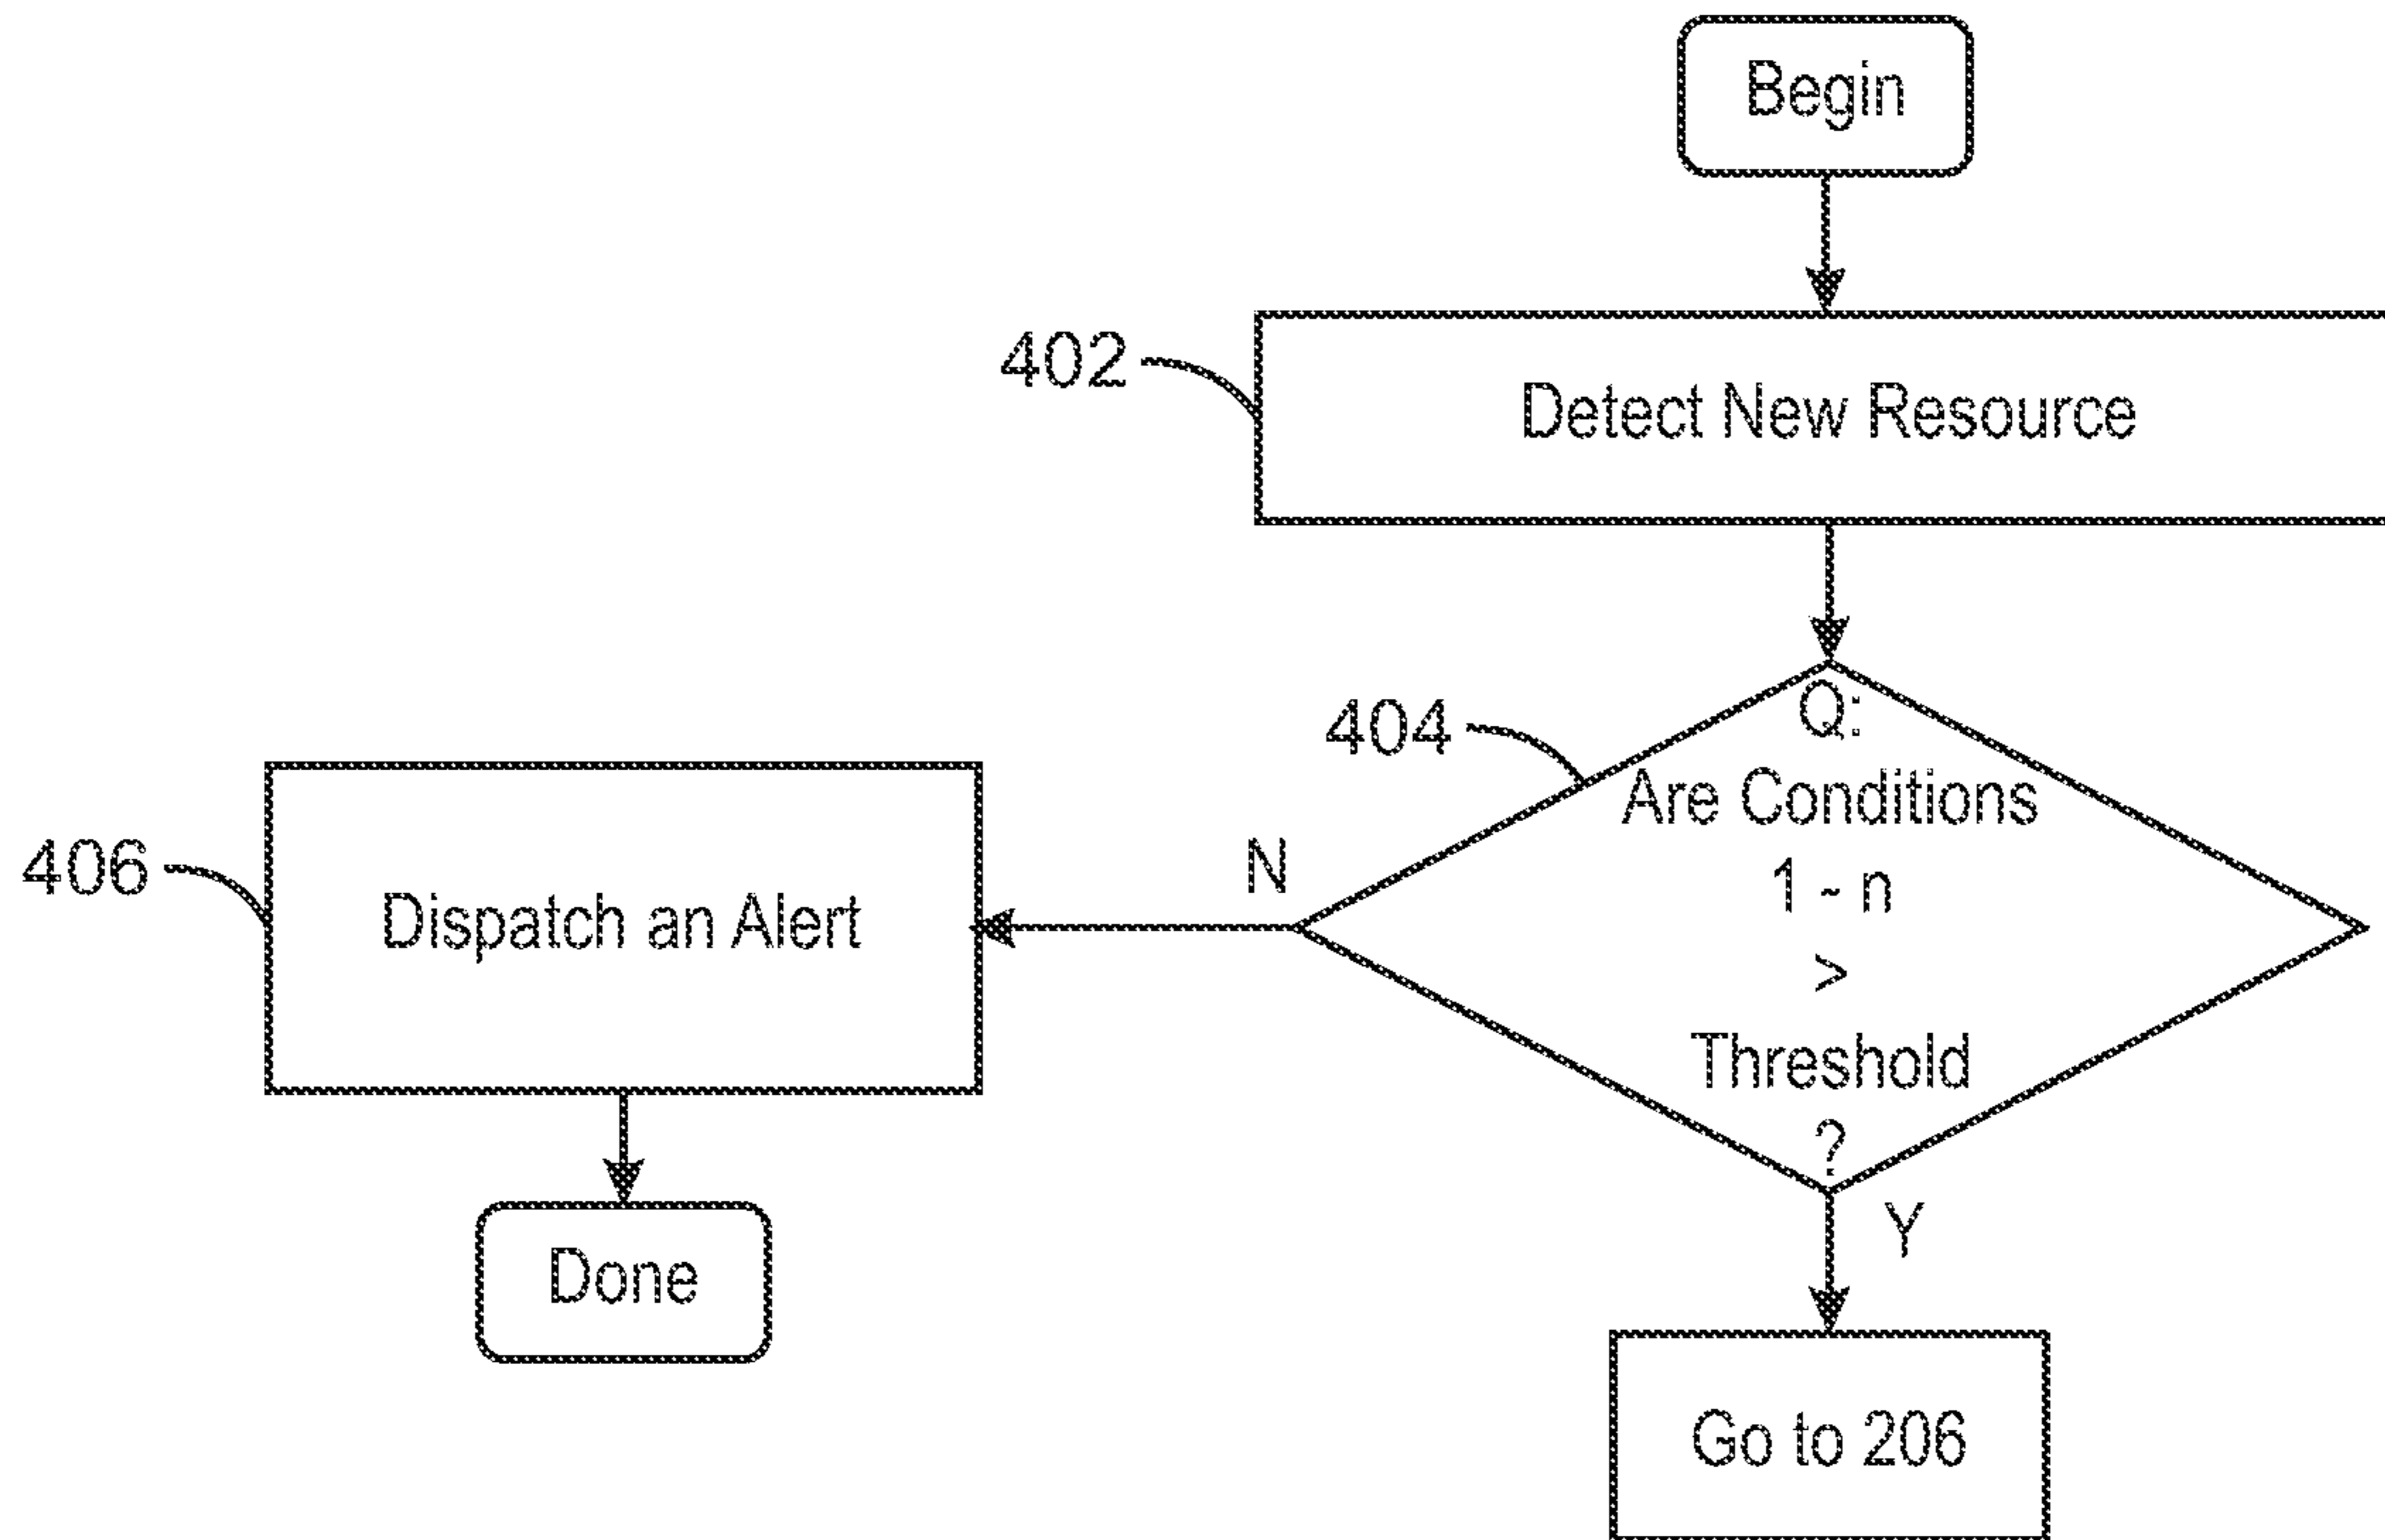 Begin
402
Detect New Resource
404
Q:
Are Conditions
1 - n
>
Threshold
?
N
406
Dispatch an Alert
Y
Done
Go to 206